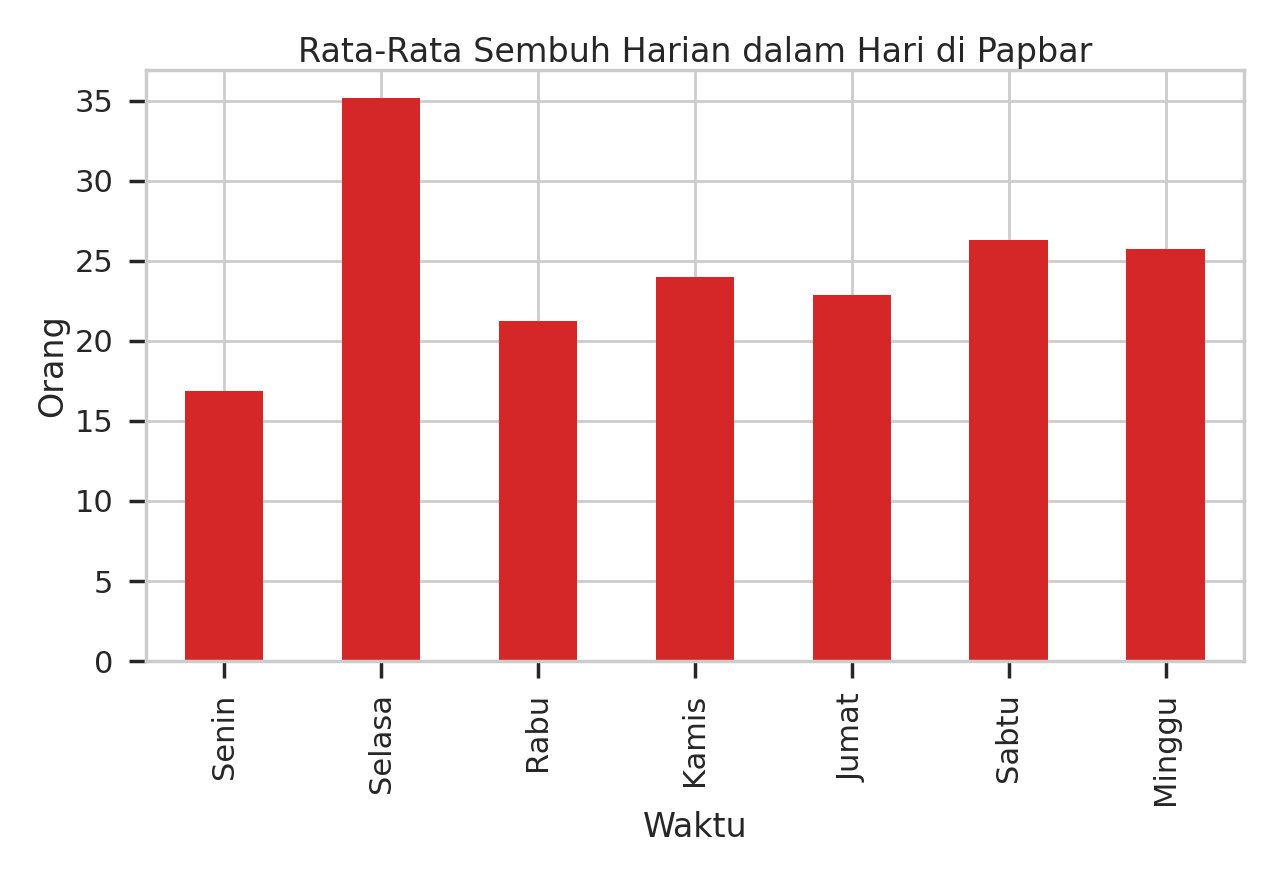 Rata-Rata Sembuh Harian dalam Hari di Papbar
35
30
25
20
15
10
5
0
Orang
Senin
Selasa
Rabu
Kamis
Jumat
Sabtu
Minggu
Waktu